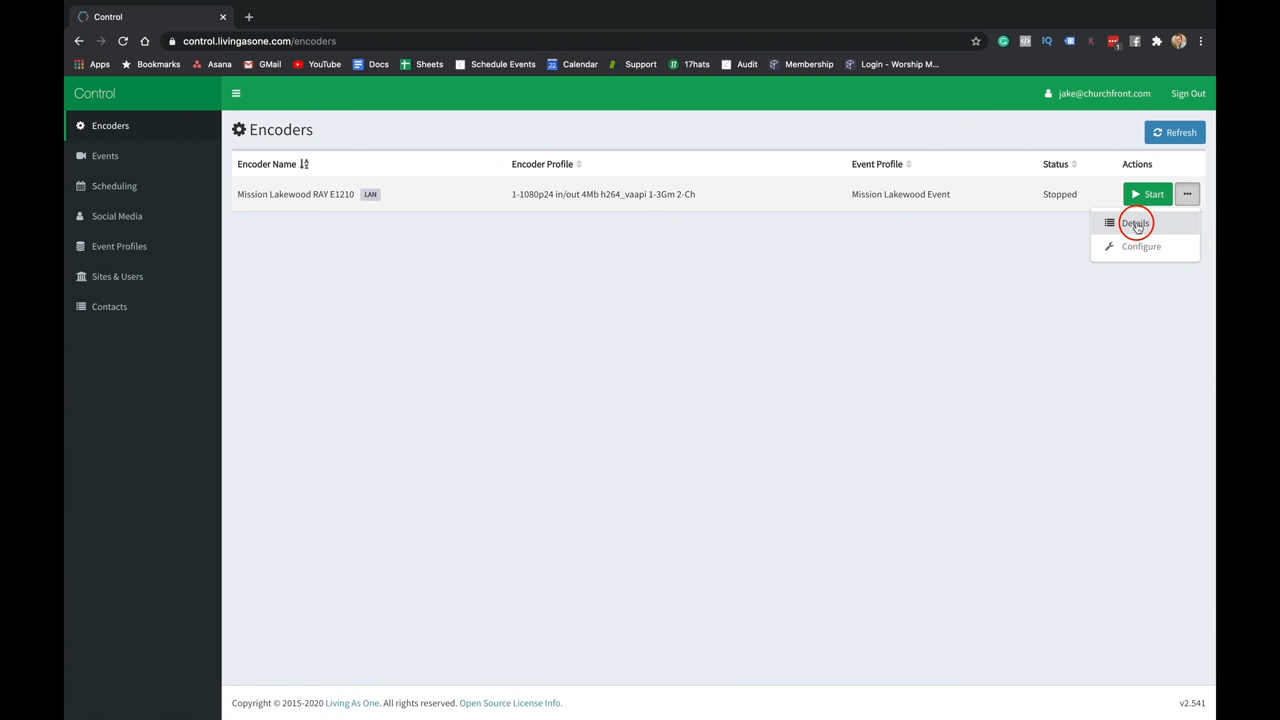 Control
control.livingasone.com/encoders
Apps Bookmarks Asana GMail YouTube Docs Sheets Schedule Events Calendar Support 17hats Audit Membership Login - Worship M...
Control jake@churchfront.com Sign Out
Encoders
Events
Scheduling
Social Media
Event Profiles
Sites & Users
Contacts
Encoders Refresh
Encoder Name Encoder Profile Event Profile Status Actions
Mission Lakewood RAY E1210 LAN 1-1080p24 in/out 4Mb h264_vaapi 1-3Gm 2-Ch Mission Lakewood Event Stopped Start
Details
Configure
Copyright © 2015-2020 Living As One. All rights reserved. Open Source License Info. v2.541